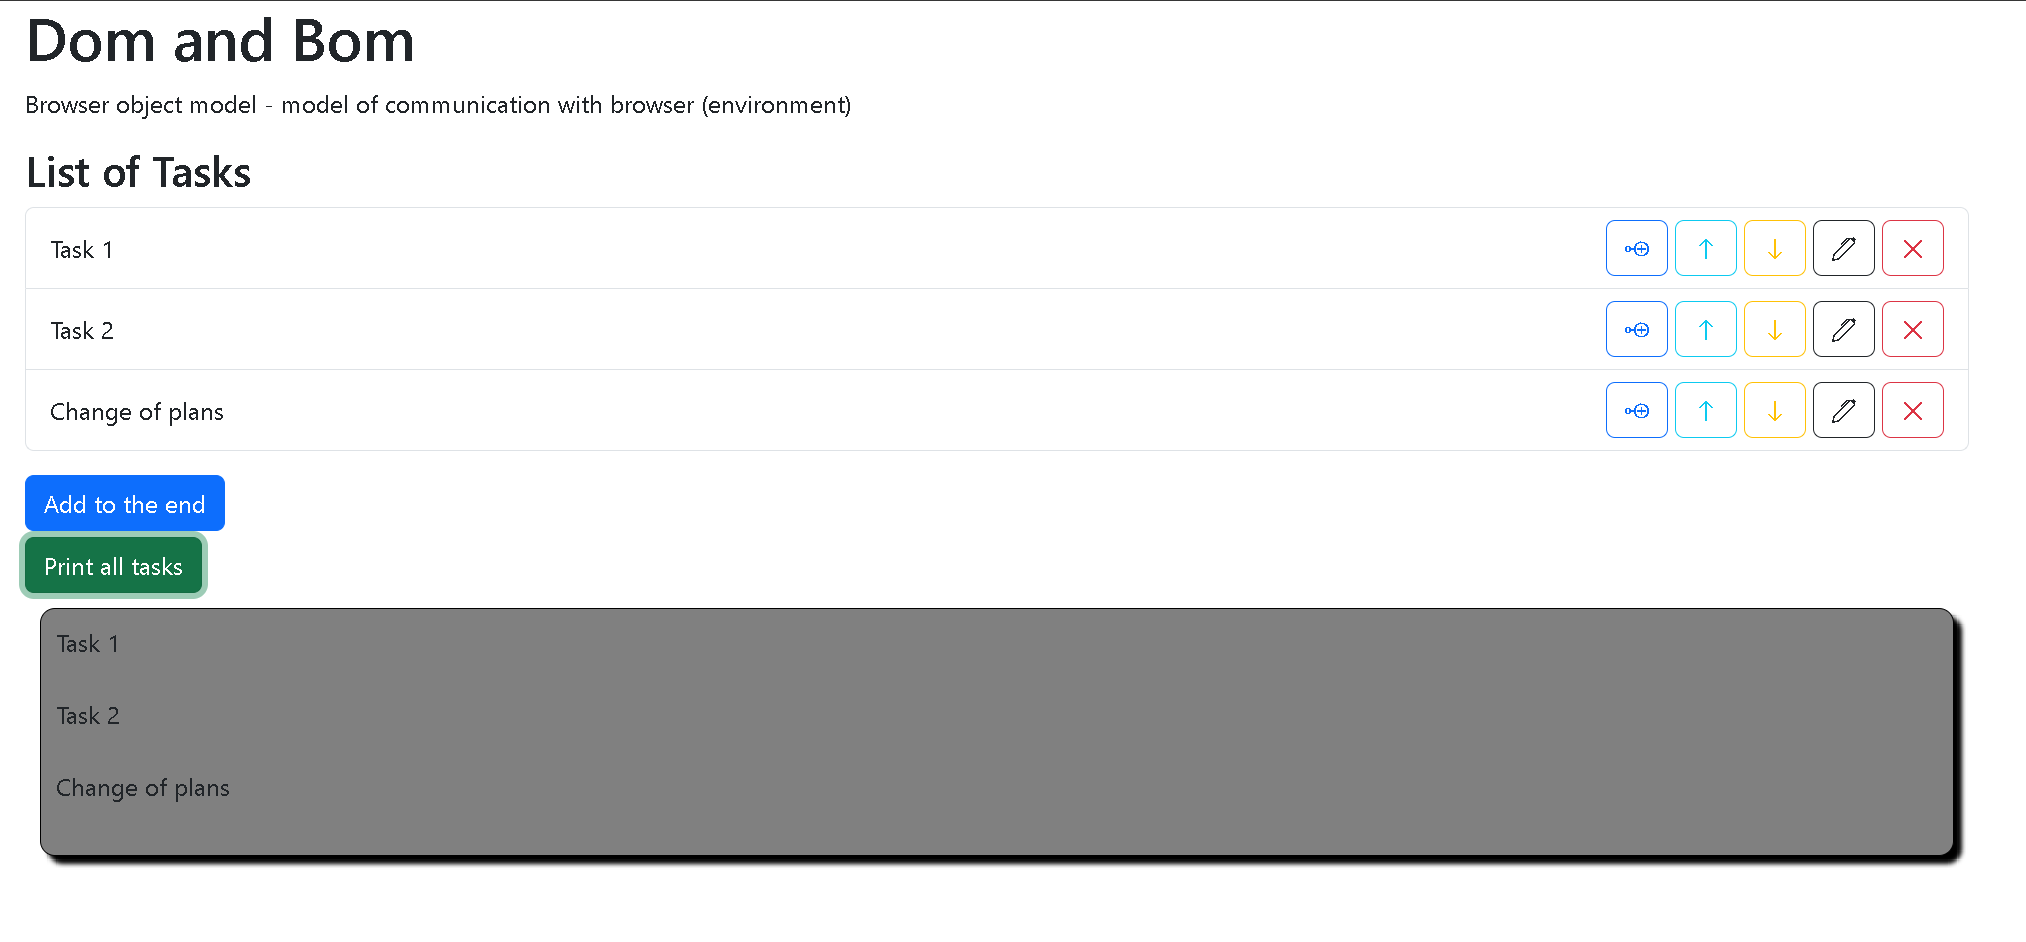 Dom and Bom
Browser object model - model of communication with browser (environment)
List of Tasks
Task 1
Task 2
Change of plans
Add to the end
Print all tasks
Task 1
Task 2
Change of plans